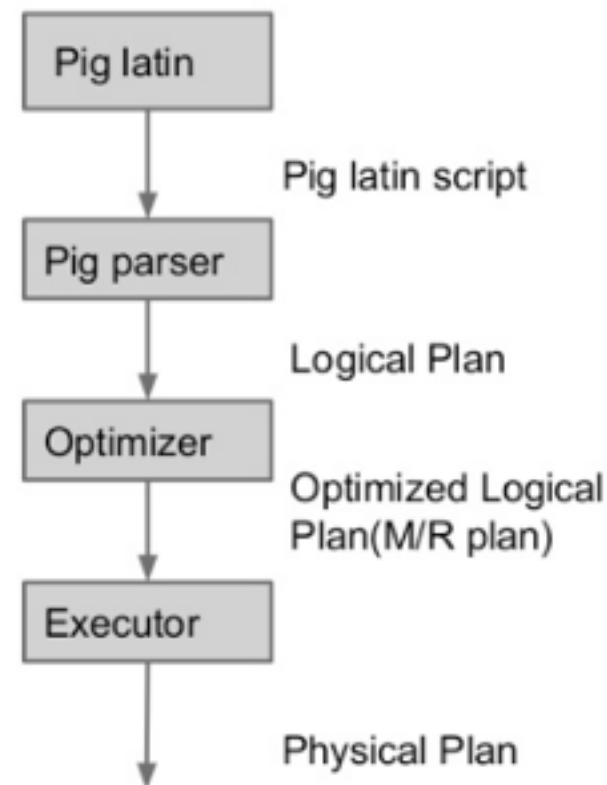 Pig latin
Pig latin script
Pig parser
Logical Plan
Optimizer
Optimized Logical
Plan(M/R plan)
Executor
Physical Plan